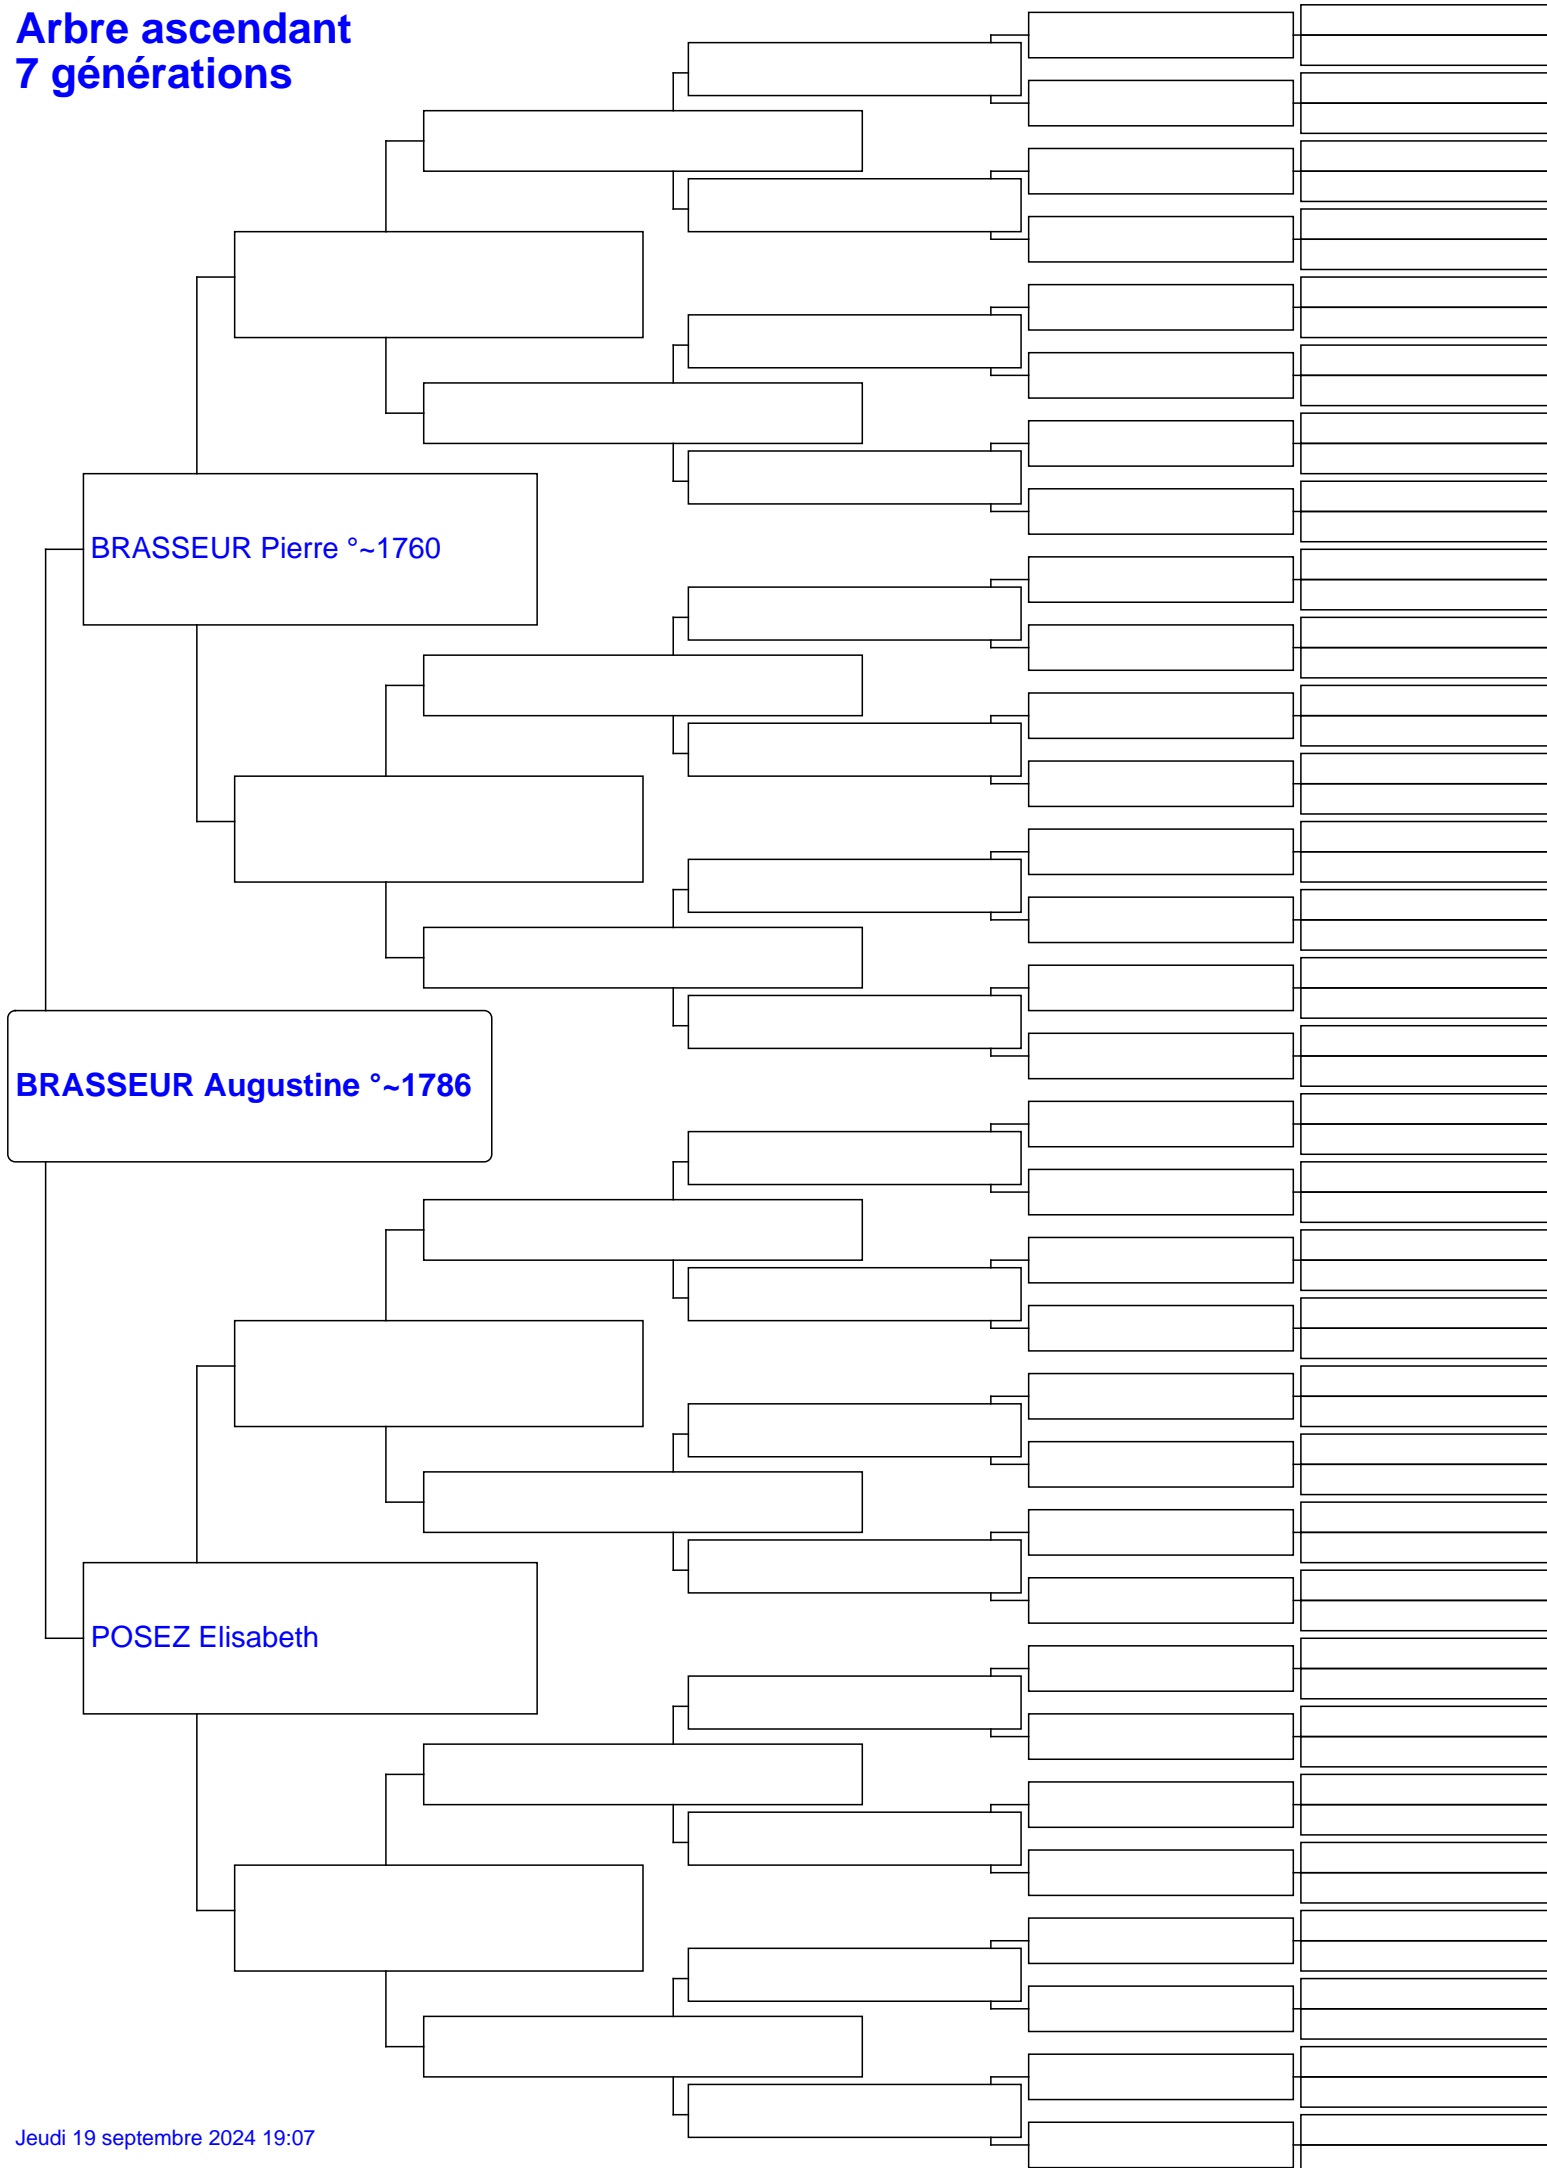 Arbre ascendant
7 générations
BRASSEUR Pierre °~1760
BRASSEUR Augustine °~1786
POSEZ Elisabeth
Jeudi 19 septembre 2024 19:07